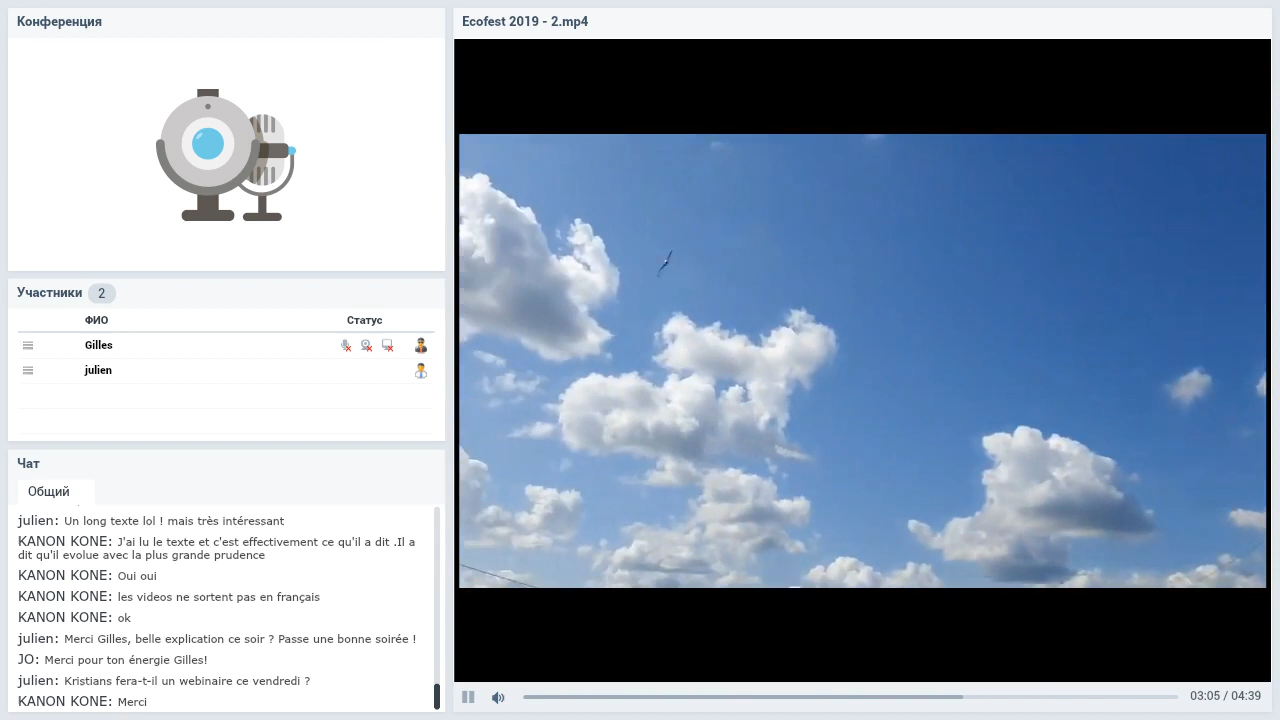 Конференция
Ecofest 2019 - 2.mp4
Участники 2
ФИО Статус
Gilles
julien
Чат
Общий
julien: Un long texte lol ! mais très intéressant
KANON KONE: J'ai lu le texte et c'est effectivement ce qu'il a dit .Il a
dit qu'il evolue avec la plus grande prudence
KANON KONE: Oui oui
KANON KONE: les videos ne sortent pas en français
KANON KONE: ok
julien: Merci Gilles, belle explication ce soir ? Passe une bonne soirée !
JO: Merci pour ton énergie Gilles!
julien: Kristians fera-t-il un webinaire ce vendredi ?
KANON KONE: Merci
03:05 / 04:39